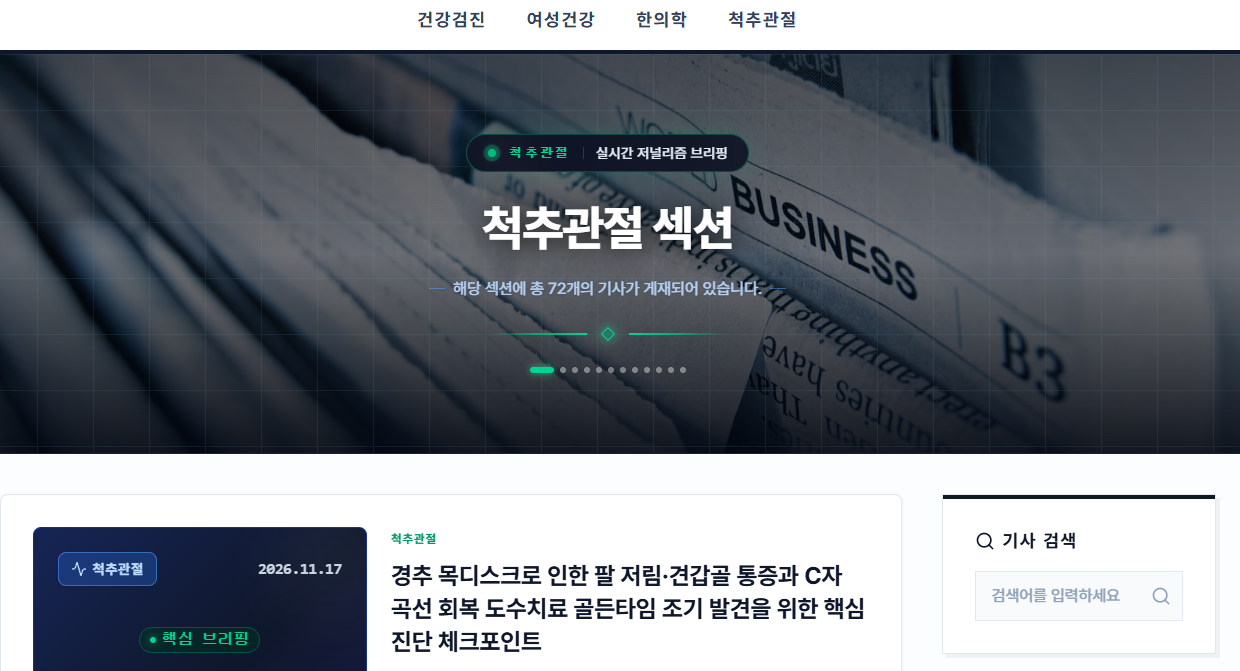 건강검진 여성건강 한의학 척추관절
척추관절 실시간 저널리즘 브리핑
BUSINESS
척추관절 섹션
해당 섹션에 총 72개의 기사가 게재되어 있습니다.
B3
have
척추관절
2026.11.17
핵심 브리핑
척추관절
경추 목디스크로 인한 팔 저림·견갑골 통증과 C자
곡선 회복 도수치료 골든타임 조기 발견을 위한 핵심
진단 체크포인트
기사 검색
검색어를 입력하세요